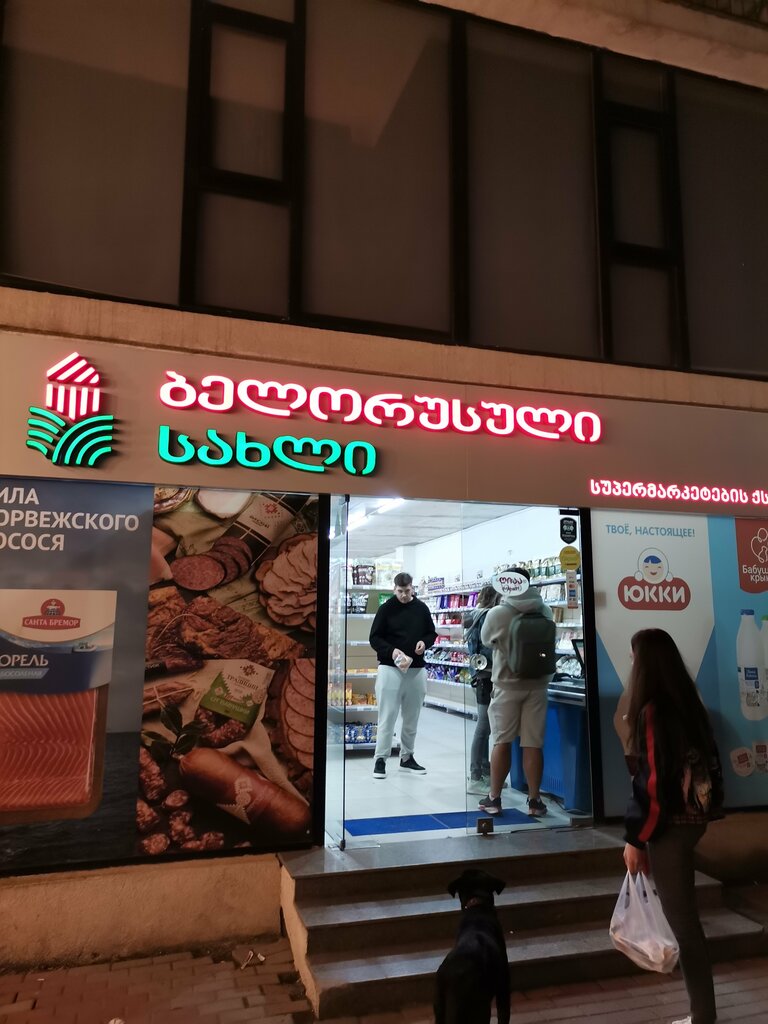 ბელორუსული
სახლი
სუპერმარკეტების
ИЛА
ОРВЕЖСКОГО
ОСОСЯ
САНТА БРЕМОР
ОРЕЛЬ
ТВОЁ, НАСТОЯЩЕЕ!
ЮККИ